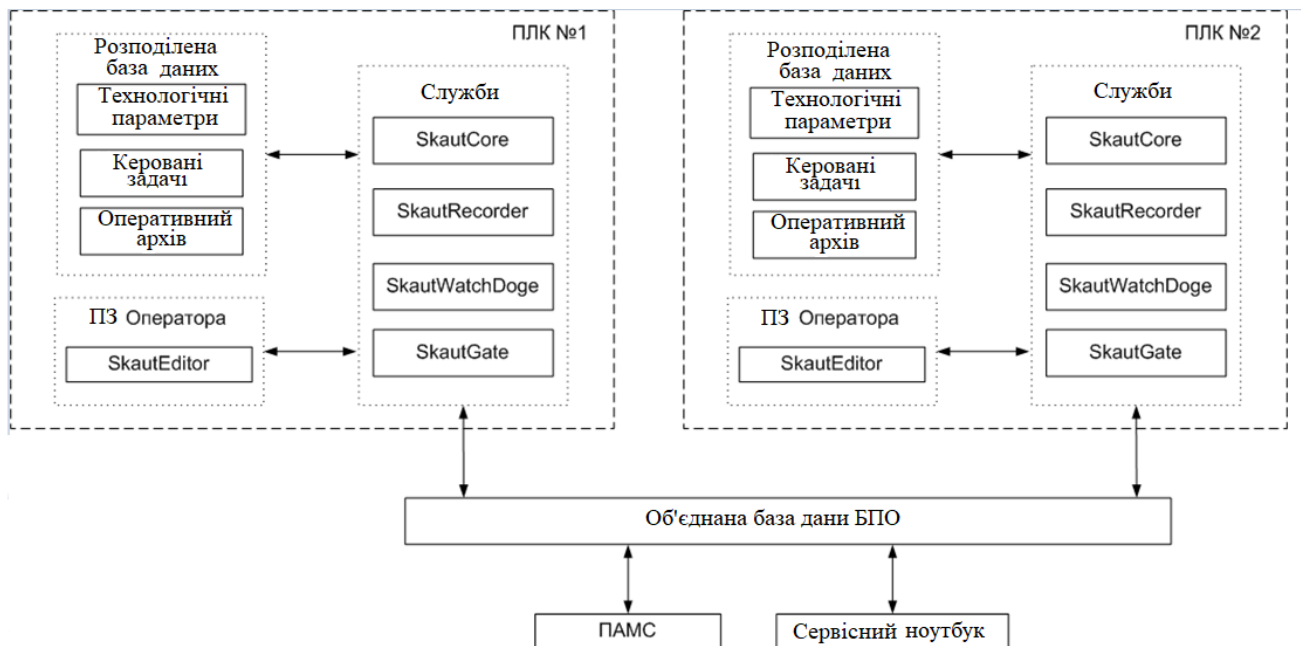 ПЛК №1
Розподілена
база даних
Технологічні
параметри
Керовані
задачі
Оперативний
архів
Служби
SkautCore
SkautRecorder
SkautWatchDoge
SkautGate
ПЗ Оператора
SkautEditor
ПЛК №2
Розподілена
база даних
Технологічні
параметри
Керовані
задачі
Оперативний
архів
Служби
SkautCore
SkautRecorder
SkautWatchDoge
SkautGate
ПЗ Оператора
SkautEditor
Об'єднана база дани БПО
ПАМС
Сервісний ноутбук